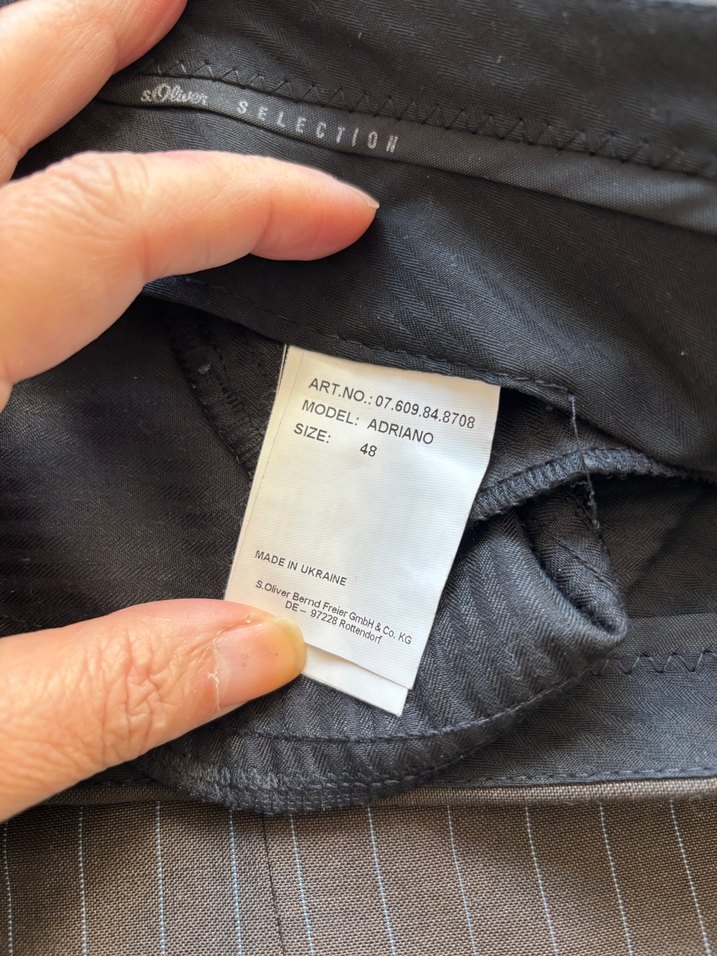 s.Oliver SELECTION
ART.NO.: 07.609.84.8708
MODEL: ADRIANO
SIZE: 48
MADE IN UKRAINE
S.Oliver Bernd Freier GmbH & Co. KG
DE – 97228 Rottendorf